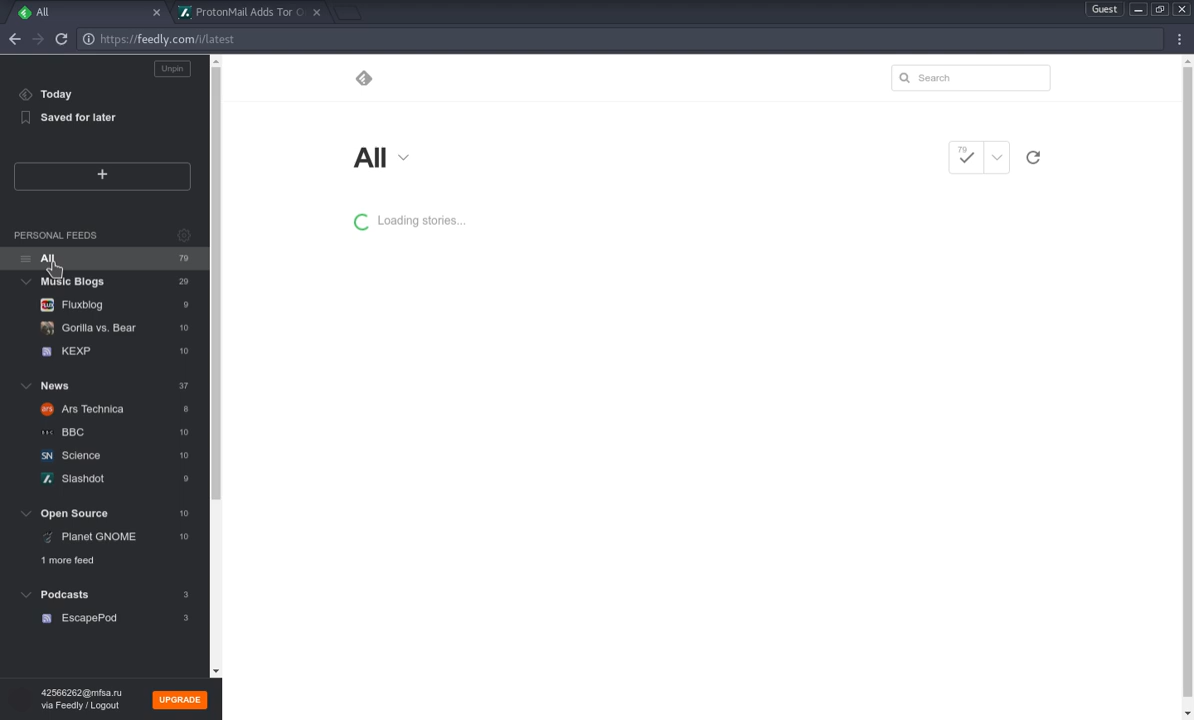 All
ProtonMail Adds Tor O
Guest
https://feedly.com/i/latest
Unpin
Today
Saved for later
+
Search
All
79
Loading stories...
PERSONAL FEEDS
All 79
Music Blogs 29
Fluxblog 9
Gorilla vs. Bear 10
KEXP 10
News 37
Ars Technica 8
BBC 10
SN Science 10
Slashdot 9
Open Source 10
Planet GNOME 10
1 more feed
Podcasts 3
EscapePod 3
42566262@mfsa.ru
via Feedly / Logout
UPGRADE